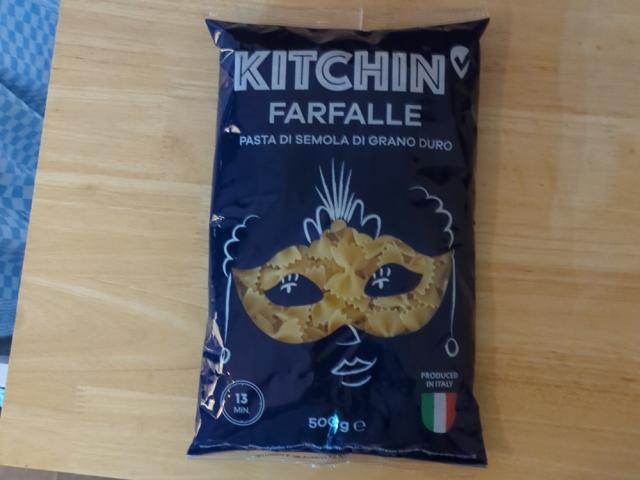 KITCHIN
FARFALLE
PASTA DI SEMOLA DI GRANO DURO
PRODUCED
IN ITALY
13
MIN.
500g e